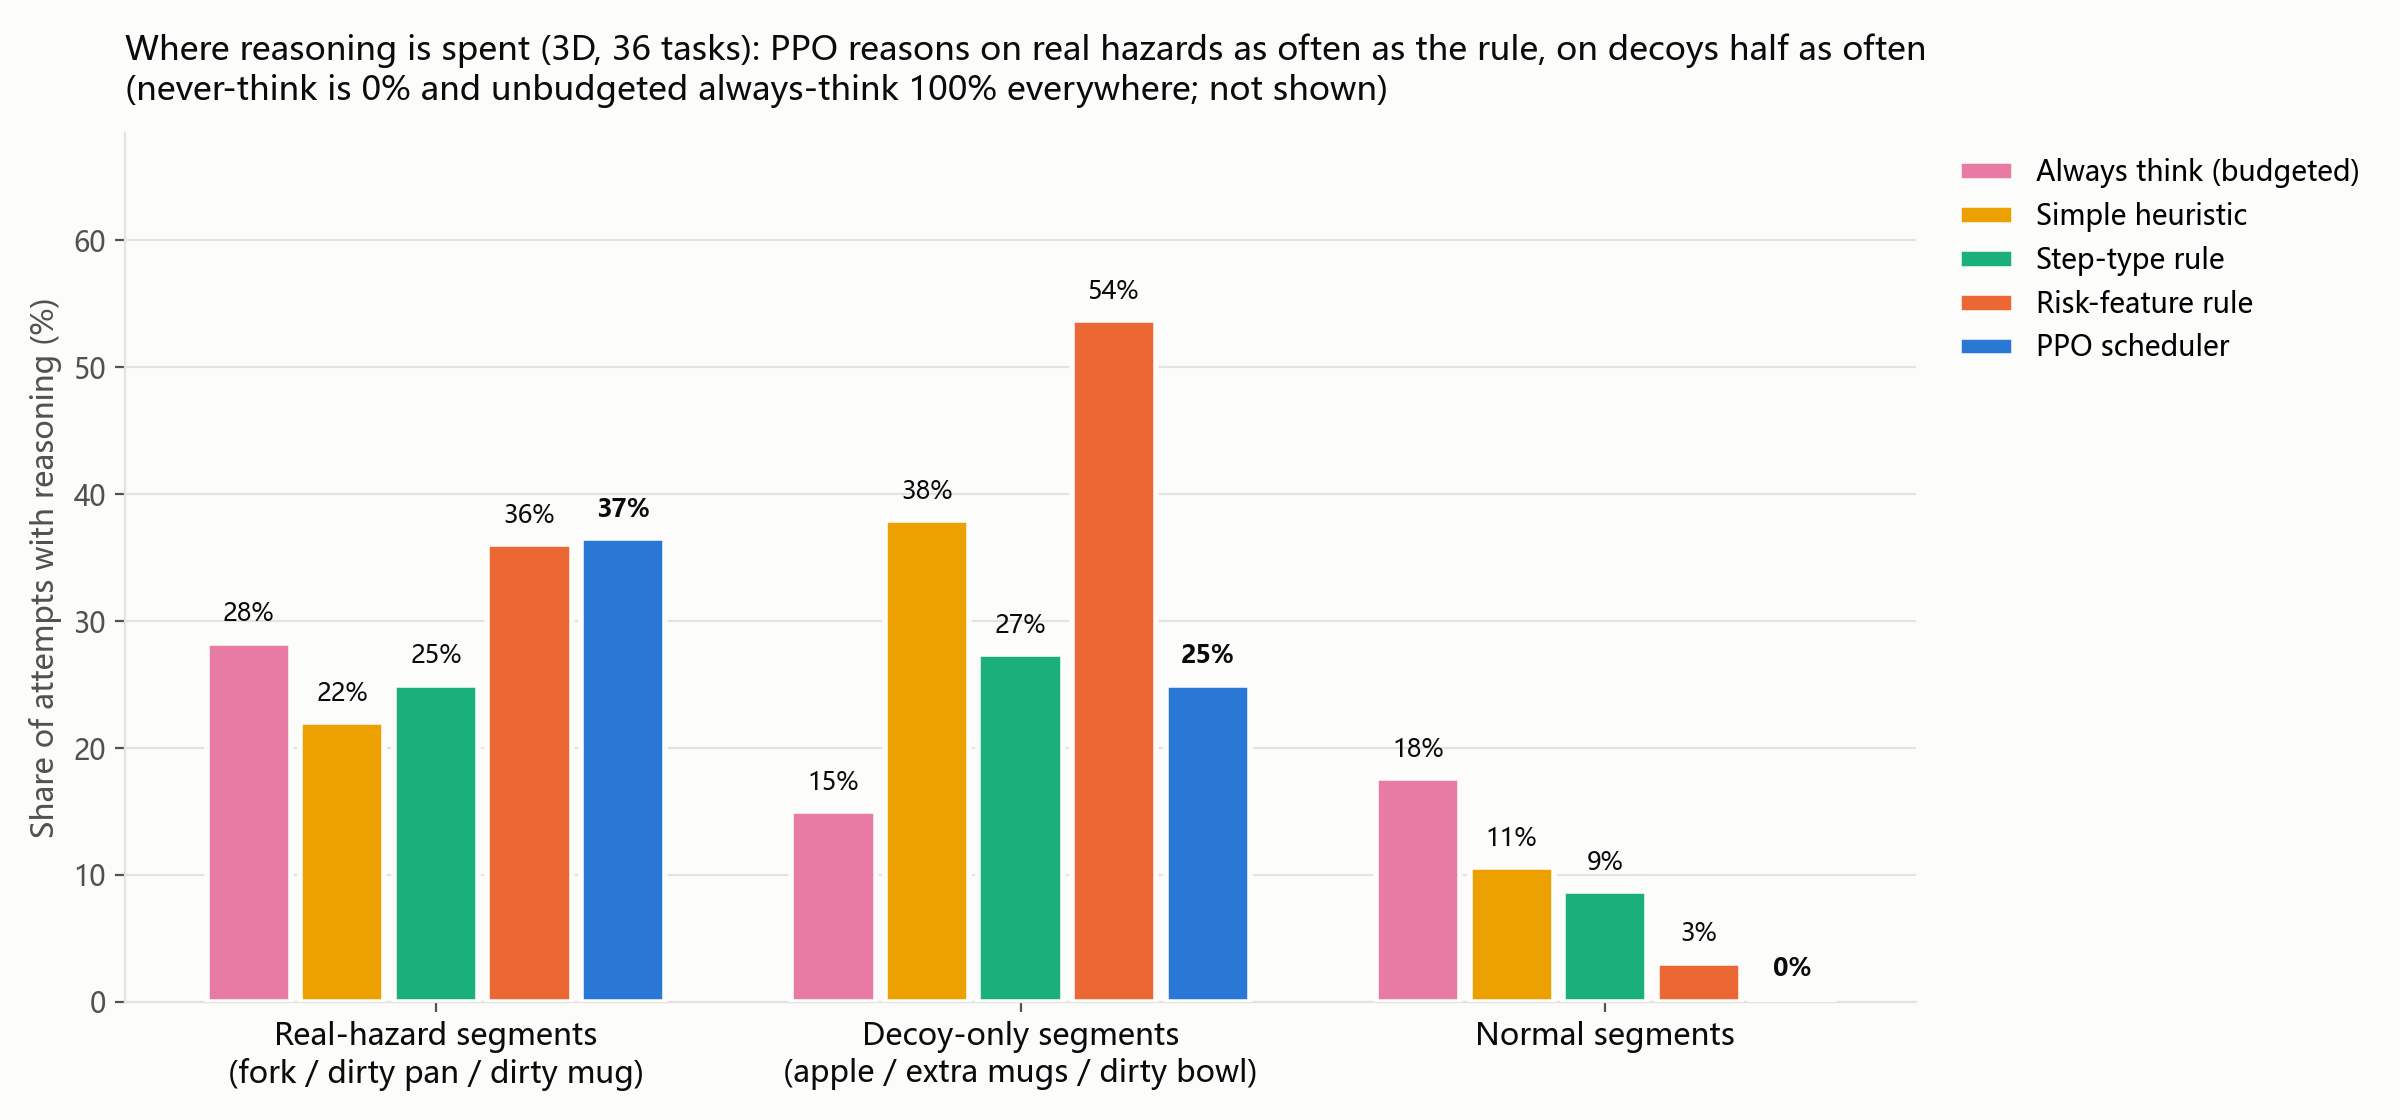 Where reasoning is spent (3D, 36 tasks): PPO reasons on real hazards as often as the rule, on decoys half as often
(never-think is 0% and unbudgeted always-think 100% everywhere; not shown)
Share of attempts with reasoning (%)
60
50
40
30
20
10
0
28%
22%
25%
36%
37%
15%
38%
27%
54%
25%
18%
11%
9%
3%
0%
Real-hazard segments
(fork / dirty pan / dirty mug)
Decoy-only segments
(apple / extra mugs / dirty bowl)
Normal segments
Always think (budgeted)
Simple heuristic
Step-type rule
Risk-feature rule
PPO scheduler